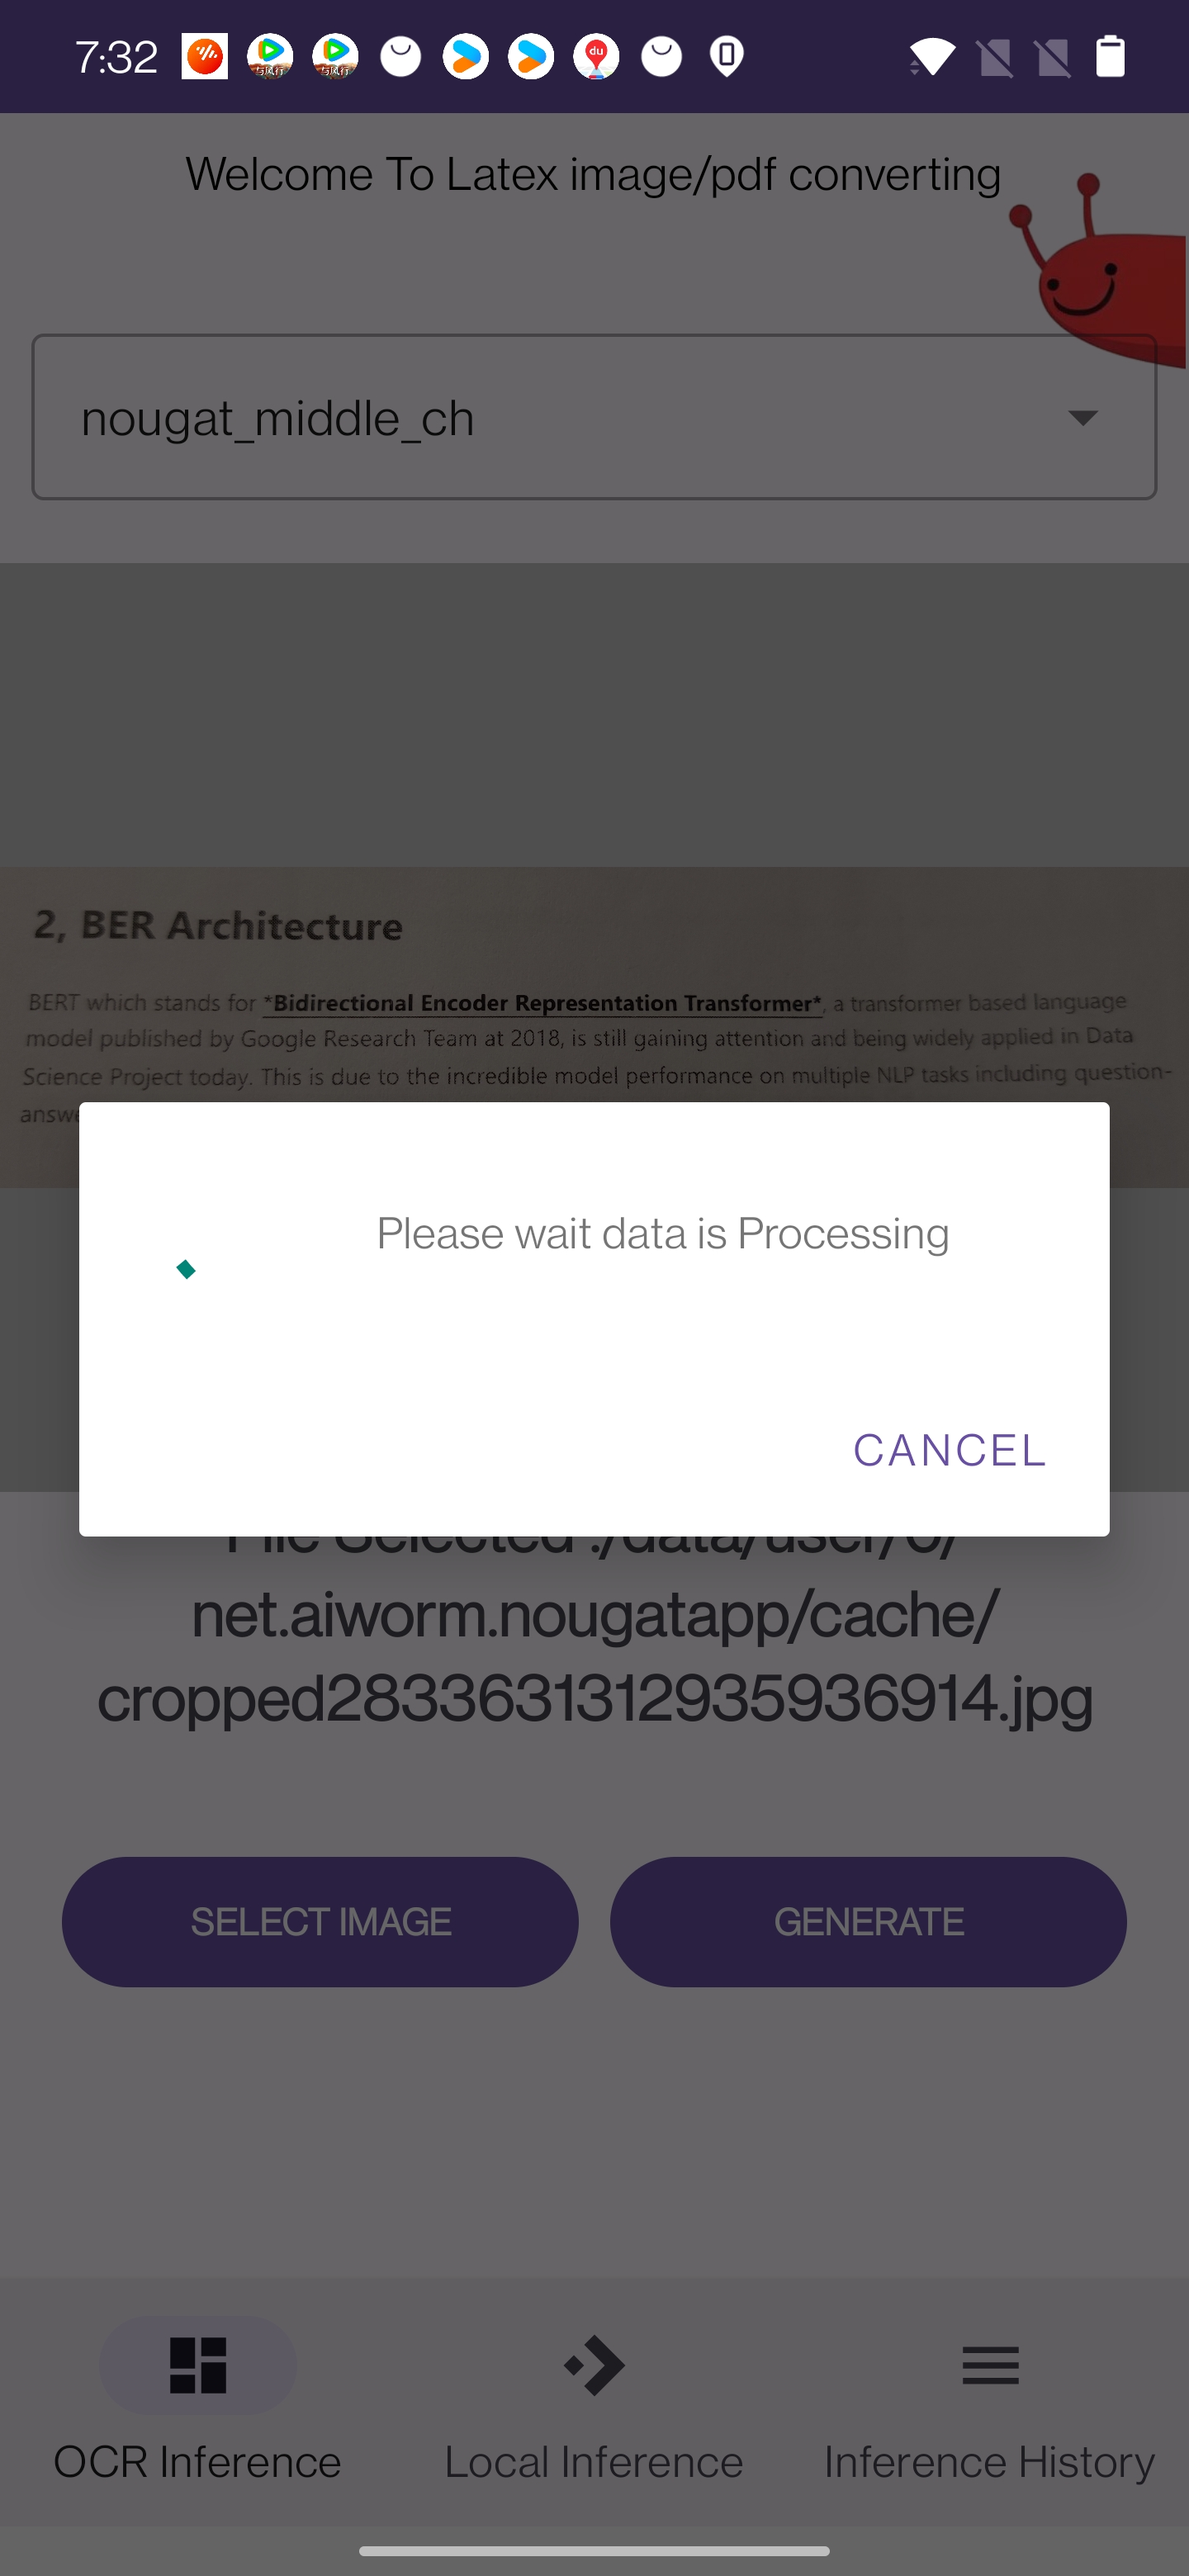 7:32
du
Welcome To Latex image/pdf converting
nougat_middle_ch
2, BER Architecture
BERT which stands for *Bidirectional Encoder Representation Transformer*, a transformer based language
model published by Google Research Team at 2018, is still gaining attention and being widely applied in Data
Science Project today. This is due to the incredible model performance on multiple NLP tasks including question-
Please wait data is Processing
CANCEL
File Selected :/data/user/0/
net.aiworm.nougatapp/cache/
cropped2833631312935936914.jpg
SELECT IMAGE
GENERATE
OCR Inference
Local Inference
Inference History